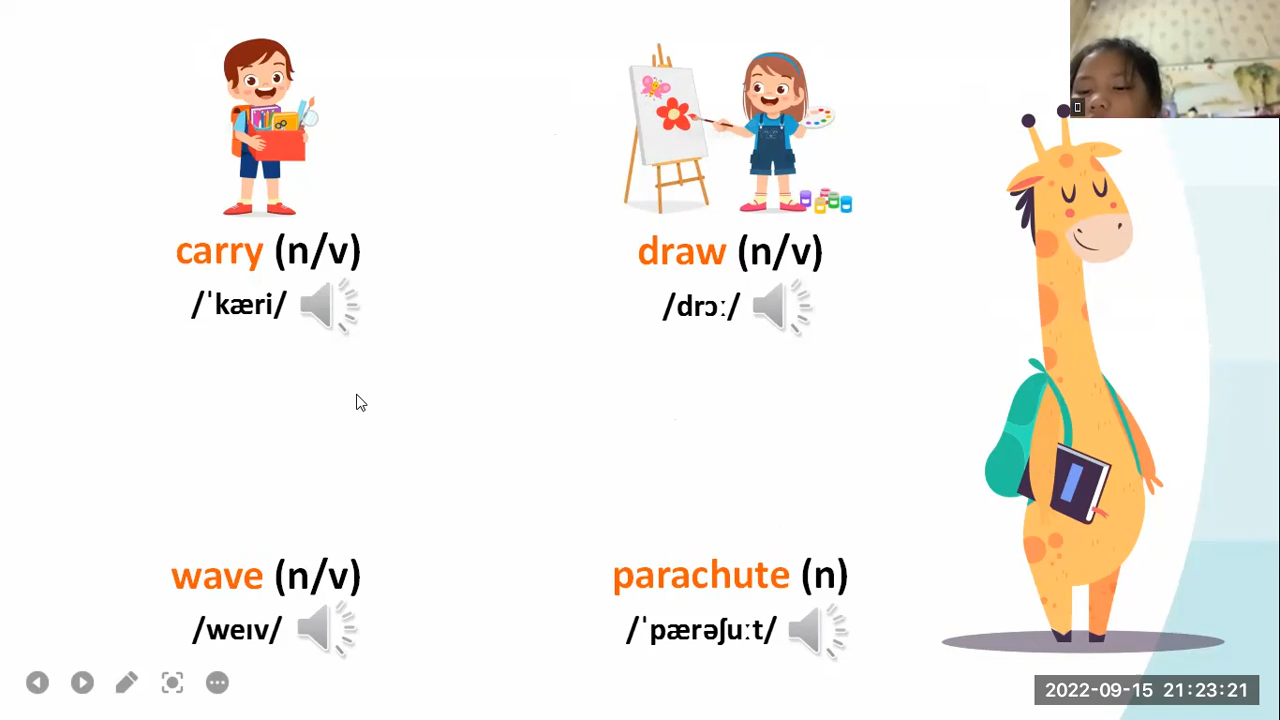 carry (n/v)
/ˈkæri/
draw (n/v)
/drɔː/
wave (n/v)
/weɪv/
parachute (n)
/ˈpærəʃuːt/
2022-09-15 21:23:21